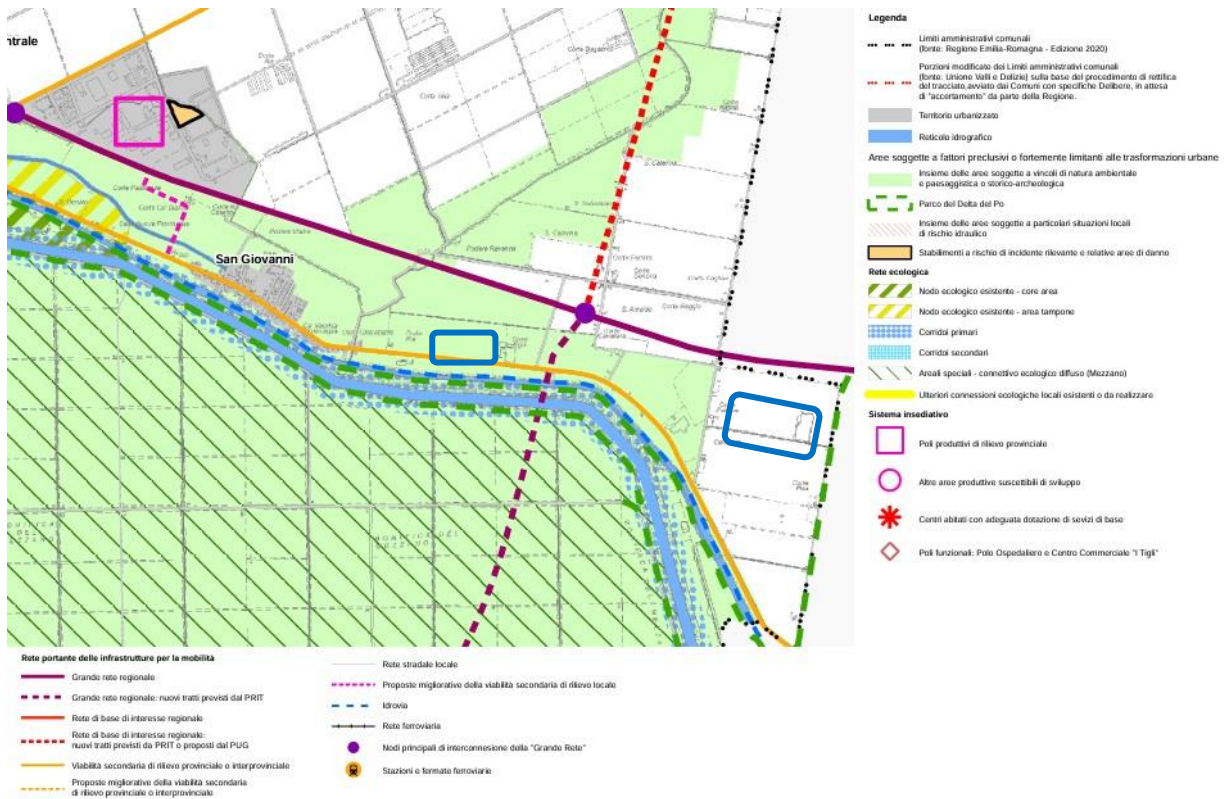 ntrale
San Giovanni
Legenda
Limiti amministrativi comunali
(fonte: Regione Emilia-Romagna - Edizione 2020)
Porzioni modificate dei Limiti amministrativi comunali
(fonte: Unione Valli e Delizie) sulla base del procedimento di rettifica
del tracciato,avviato dai Comuni con specifiche Delibere, in attesa
di "accertamento" da parte della Regione.
Territorio urbanizzato
Reticolo idrografico
Aree soggette a fattori preclusivi o fortemente limitanti alle trasformazioni urbane
Insieme delle aree soggette a vincoli di natura ambientale
e paesaggistica o storico-archeologica
Parco del Delta del Po
Insieme delle aree soggette a particolari situazioni locali
di rischio idraulico
Stabilimenti a rischio di incidente rilevante e relative aree di danno
Rete ecologica
Nodo ecologico esistente - core area
Nodo ecologico esistente - area tampone
Corridoi primari
Corridoi secondari
Areali speciali - connettivo ecologico diffuso (Mezzano)
Ulteriori connessioni ecologiche locali esistenti o da realizzare
Sistema insediativo
Poli produttivi di rilievo provinciale
Altre aree produttive suscettibili di sviluppo
Centri abitati con adeguata dotazione di sevizi di base
Poli funzionali: Polo Ospedaliero e Centro Commerciale "I Tigli"
Rete portante delle infrastrutture per la mobilità
Grande rete regionale
Grande rete regionale: nuovi tratti previsti dal PRIT
Rete di base di interesse regionale
Rete di base di interesse regionale:
nuovi tratti previsti da PRIT o proposti dal PUG
Viabilità secondaria di rilievo provinciale o interprovinciale
Proposte migliorative della viabilità secondaria
di rilievo provinciale o interprovinciale
Rete stradale locale
Proposte migliorative della viabilità secondaria di rilievo locale
Idrovia
Rete ferroviaria
Nodi principali di interconnesione della "Grande Rete"
Stazioni e fermate ferroviarie